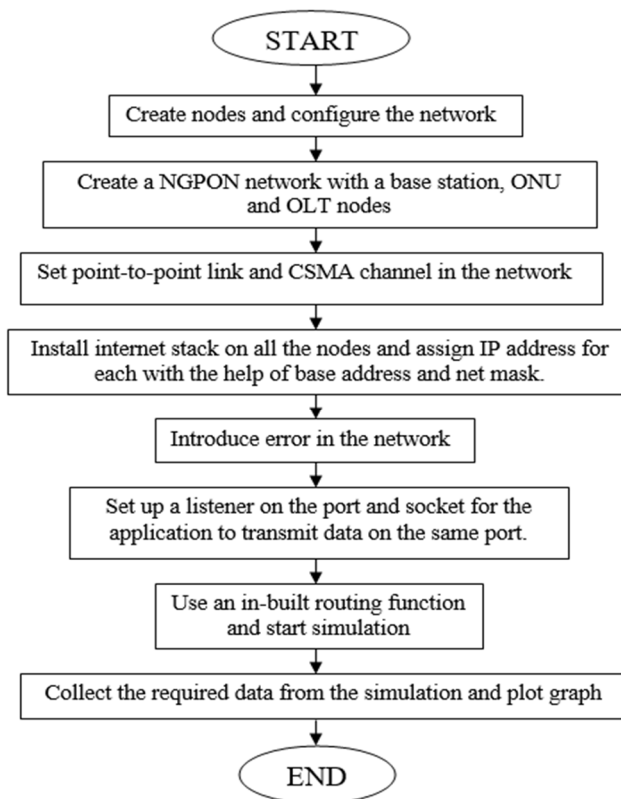 START
Create nodes and configure the network
Create a NGPON network with a base station, ONU
and OLT nodes
Set point-to-point link and CSMA channel in the network
Install internet stack on all the nodes and assign IP address for
each with the help of base address and net mask.
Introduce error in the network
Set up a listener on the port and socket for the
application to transmit data on the same port.
Use an in-built routing function
and start simulation
Collect the required data from the simulation and plot graph
END